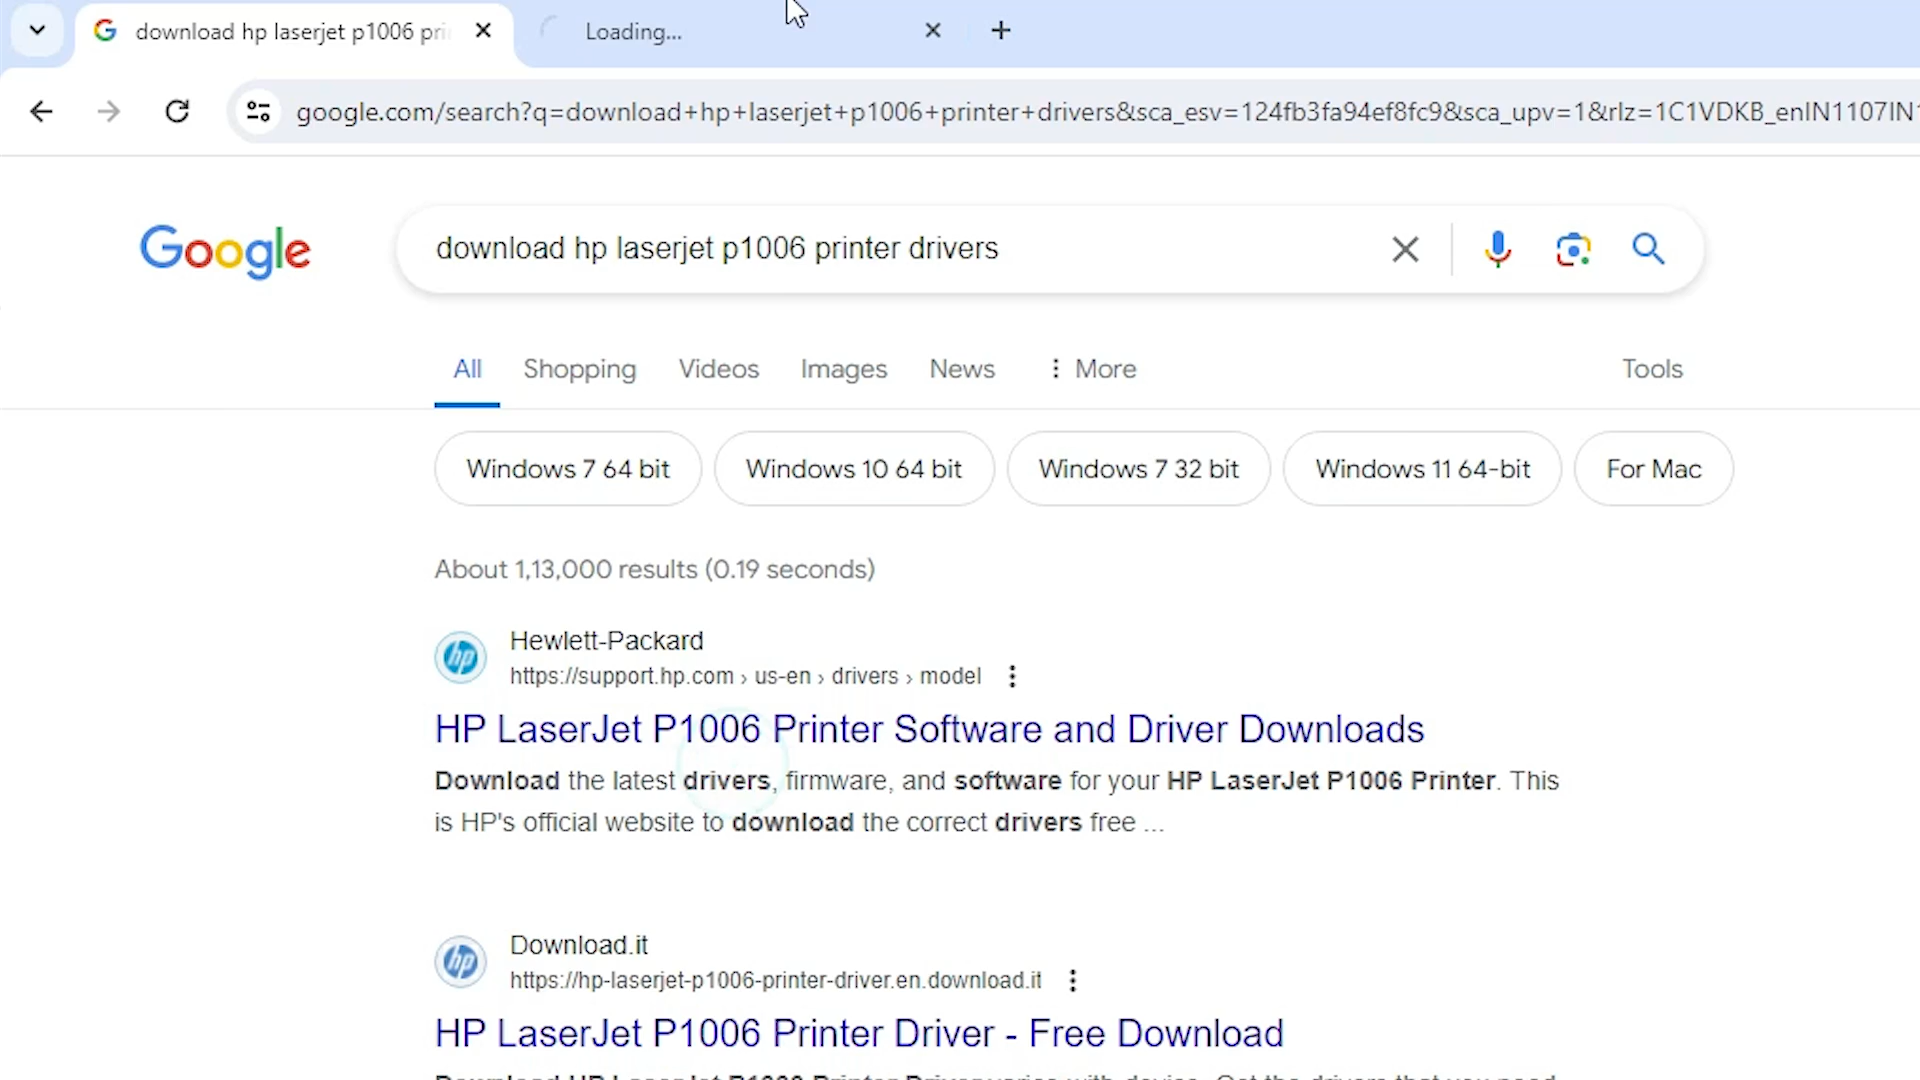 download hp laserjet p1006 pri
Loading...
google.com/search?q=download+hp+laserjet+p1006+printer+drivers&sca_esv=124fb3fa94ef8fc9&sca_upv=1&rlz=1C1VDKB_enIN1107IN1
Google
download hp laserjet p1006 printer drivers
All Shopping Videos Images News More Tools
Windows 7 64 bit Windows 10 64 bit Windows 7 32 bit Windows 11 64-bit For Mac
About 1,13,000 results (0.19 seconds)
hp Hewlett-Packard
https://support.hp.com › us-en › drivers › model
HP LaserJet P1006 Printer Software and Driver Downloads
Download the latest drivers, firmware, and software for your HP LaserJet P1006 Printer. This
is HP's official website to download the correct drivers free ...
hp Download.it
https://hp-laserjet-p1006-printer-driver.en.download.it
HP LaserJet P1006 Printer Driver - Free Download